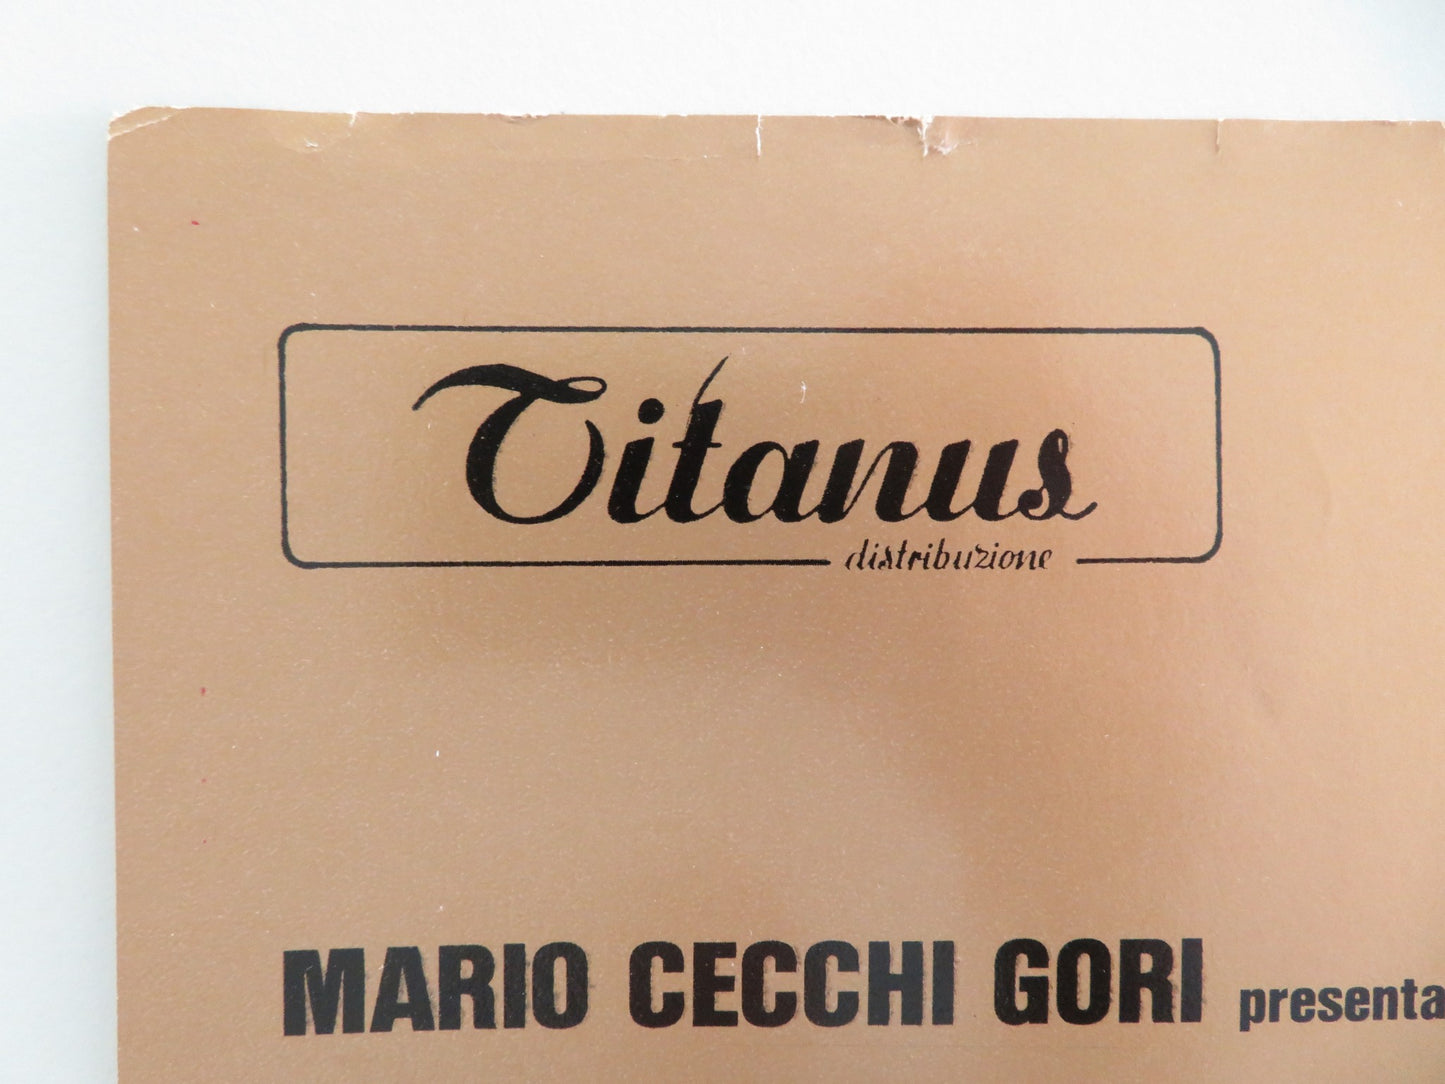 Titanus
distribuzione
MARIO CECCHI GORI presenta